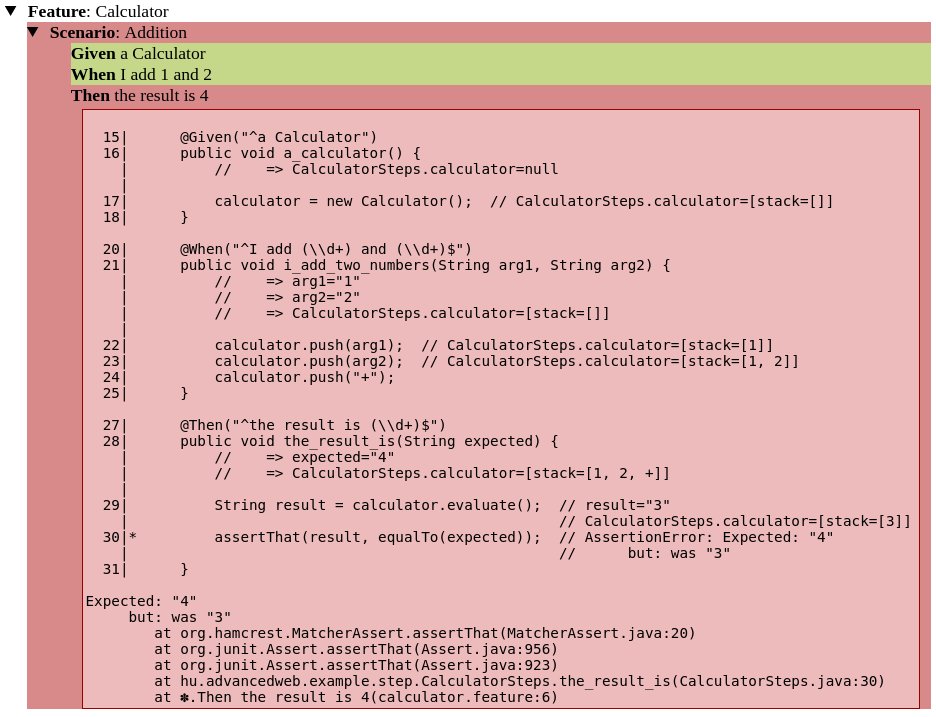 ▼ Feature: Calculator
▼ Scenario: Addition
Given a Calculator
When I add 1 and 2
Then the result is 4
15|      @Given("^a Calculator")
16|      public void a_calculator() {
|          //    => CalculatorSteps.calculator=null
|
17|          calculator = new Calculator();  // CalculatorSteps.calculator=[stack=[]]
18|      }
20|      @When("^I add (\\d+) and (\\d+)$")
21|      public void i_add_two_numbers(String arg1, String arg2) {
|          //    => arg1="1"
|          //    => arg2="2"
|          //    => CalculatorSteps.calculator=[stack=[]]
|
22|          calculator.push(arg1);  // CalculatorSteps.calculator=[stack=[1]]
23|          calculator.push(arg2);  // CalculatorSteps.calculator=[stack=[1, 2]]
24|          calculator.push("+");
25|      }
27|      @Then("^the result is (\\d+)$")
28|      public void the_result_is(String expected) {
|          //    => expected="4"
|          //    => CalculatorSteps.calculator=[stack=[1, 2, +]]
|
29|          String result = calculator.evaluate();  // result="3"
|                                                  // CalculatorSteps.calculator=[stack=[3]]
30|*         assertThat(result, equalTo(expected));  // AssertionError: Expected: "4"
|                                                  //      but: was "3"
31|      }
Expected: "4"
     but: was "3"
        at org.hamcrest.MatcherAssert.assertThat(MatcherAssert.java:20)
        at org.junit.Assert.assertThat(Assert.java:956)
        at org.junit.Assert.assertThat(Assert.java:923)
        at hu.advancedweb.example.step.CalculatorSteps.the_result_is(CalculatorSteps.java:30)
        at ✽.Then the result is 4(calculator.feature:6)